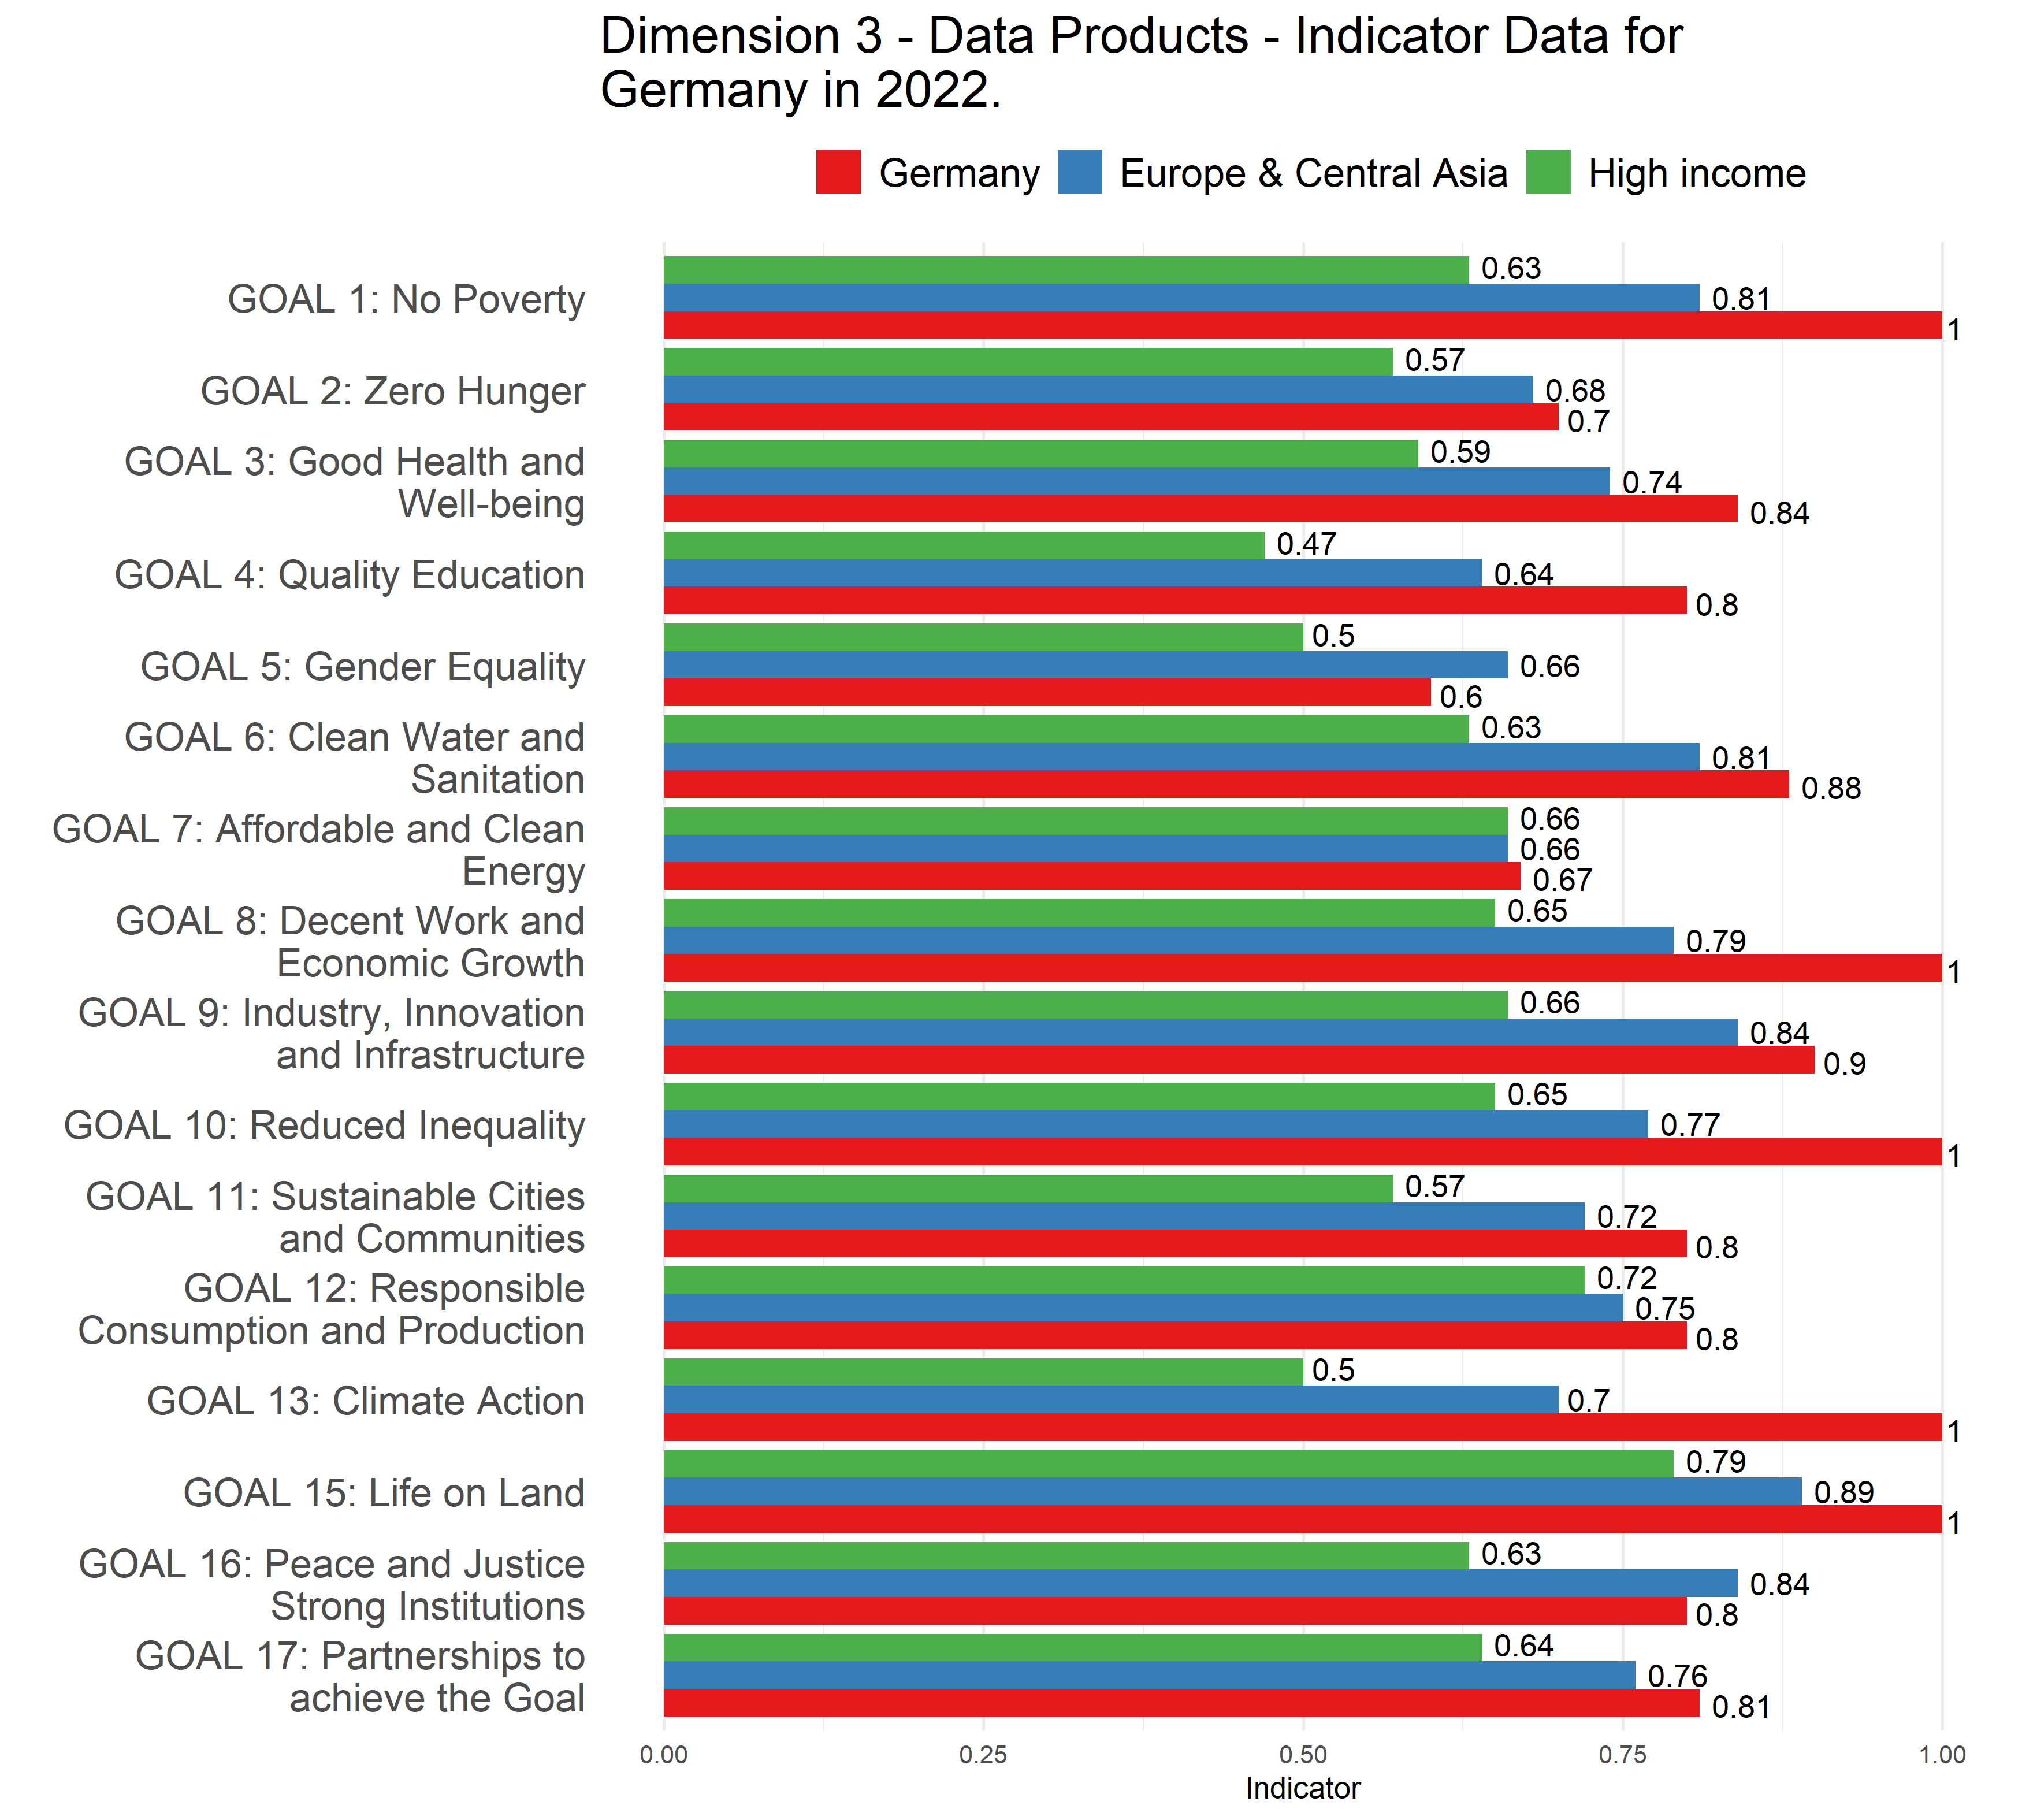 Dimension 3 - Data Products - Indicator Data for
Germany in 2022.
Germany
Europe & Central Asia
High income
GOAL 1: No Poverty
0.63
0.81
1
GOAL 2: Zero Hunger
0.57
0.68
0.7
GOAL 3: Good Health and
Well-being
0.59
0.74
0.84
GOAL 4: Quality Education
0.47
0.64
0.8
GOAL 5: Gender Equality
0.5
0.66
0.6
GOAL 6: Clean Water and
Sanitation
0.63
0.81
0.88
GOAL 7: Affordable and Clean
Energy
0.66
0.66
0.67
GOAL 8: Decent Work and
Economic Growth
0.65
0.79
1
GOAL 9: Industry, Innovation
and Infrastructure
0.66
0.84
0.9
GOAL 10: Reduced Inequality
0.65
0.77
1
GOAL 11: Sustainable Cities
and Communities
0.57
0.72
0.8
GOAL 12: Responsible
Consumption and Production
0.72
0.75
0.8
GOAL 13: Climate Action
0.5
0.7
1
GOAL 15: Life on Land
0.79
0.89
1
GOAL 16: Peace and Justice
Strong Institutions
0.63
0.84
0.8
GOAL 17: Partnerships to
achieve the Goal
0.64
0.76
0.81
0.00
0.25
0.50
0.75
1.00
Indicator